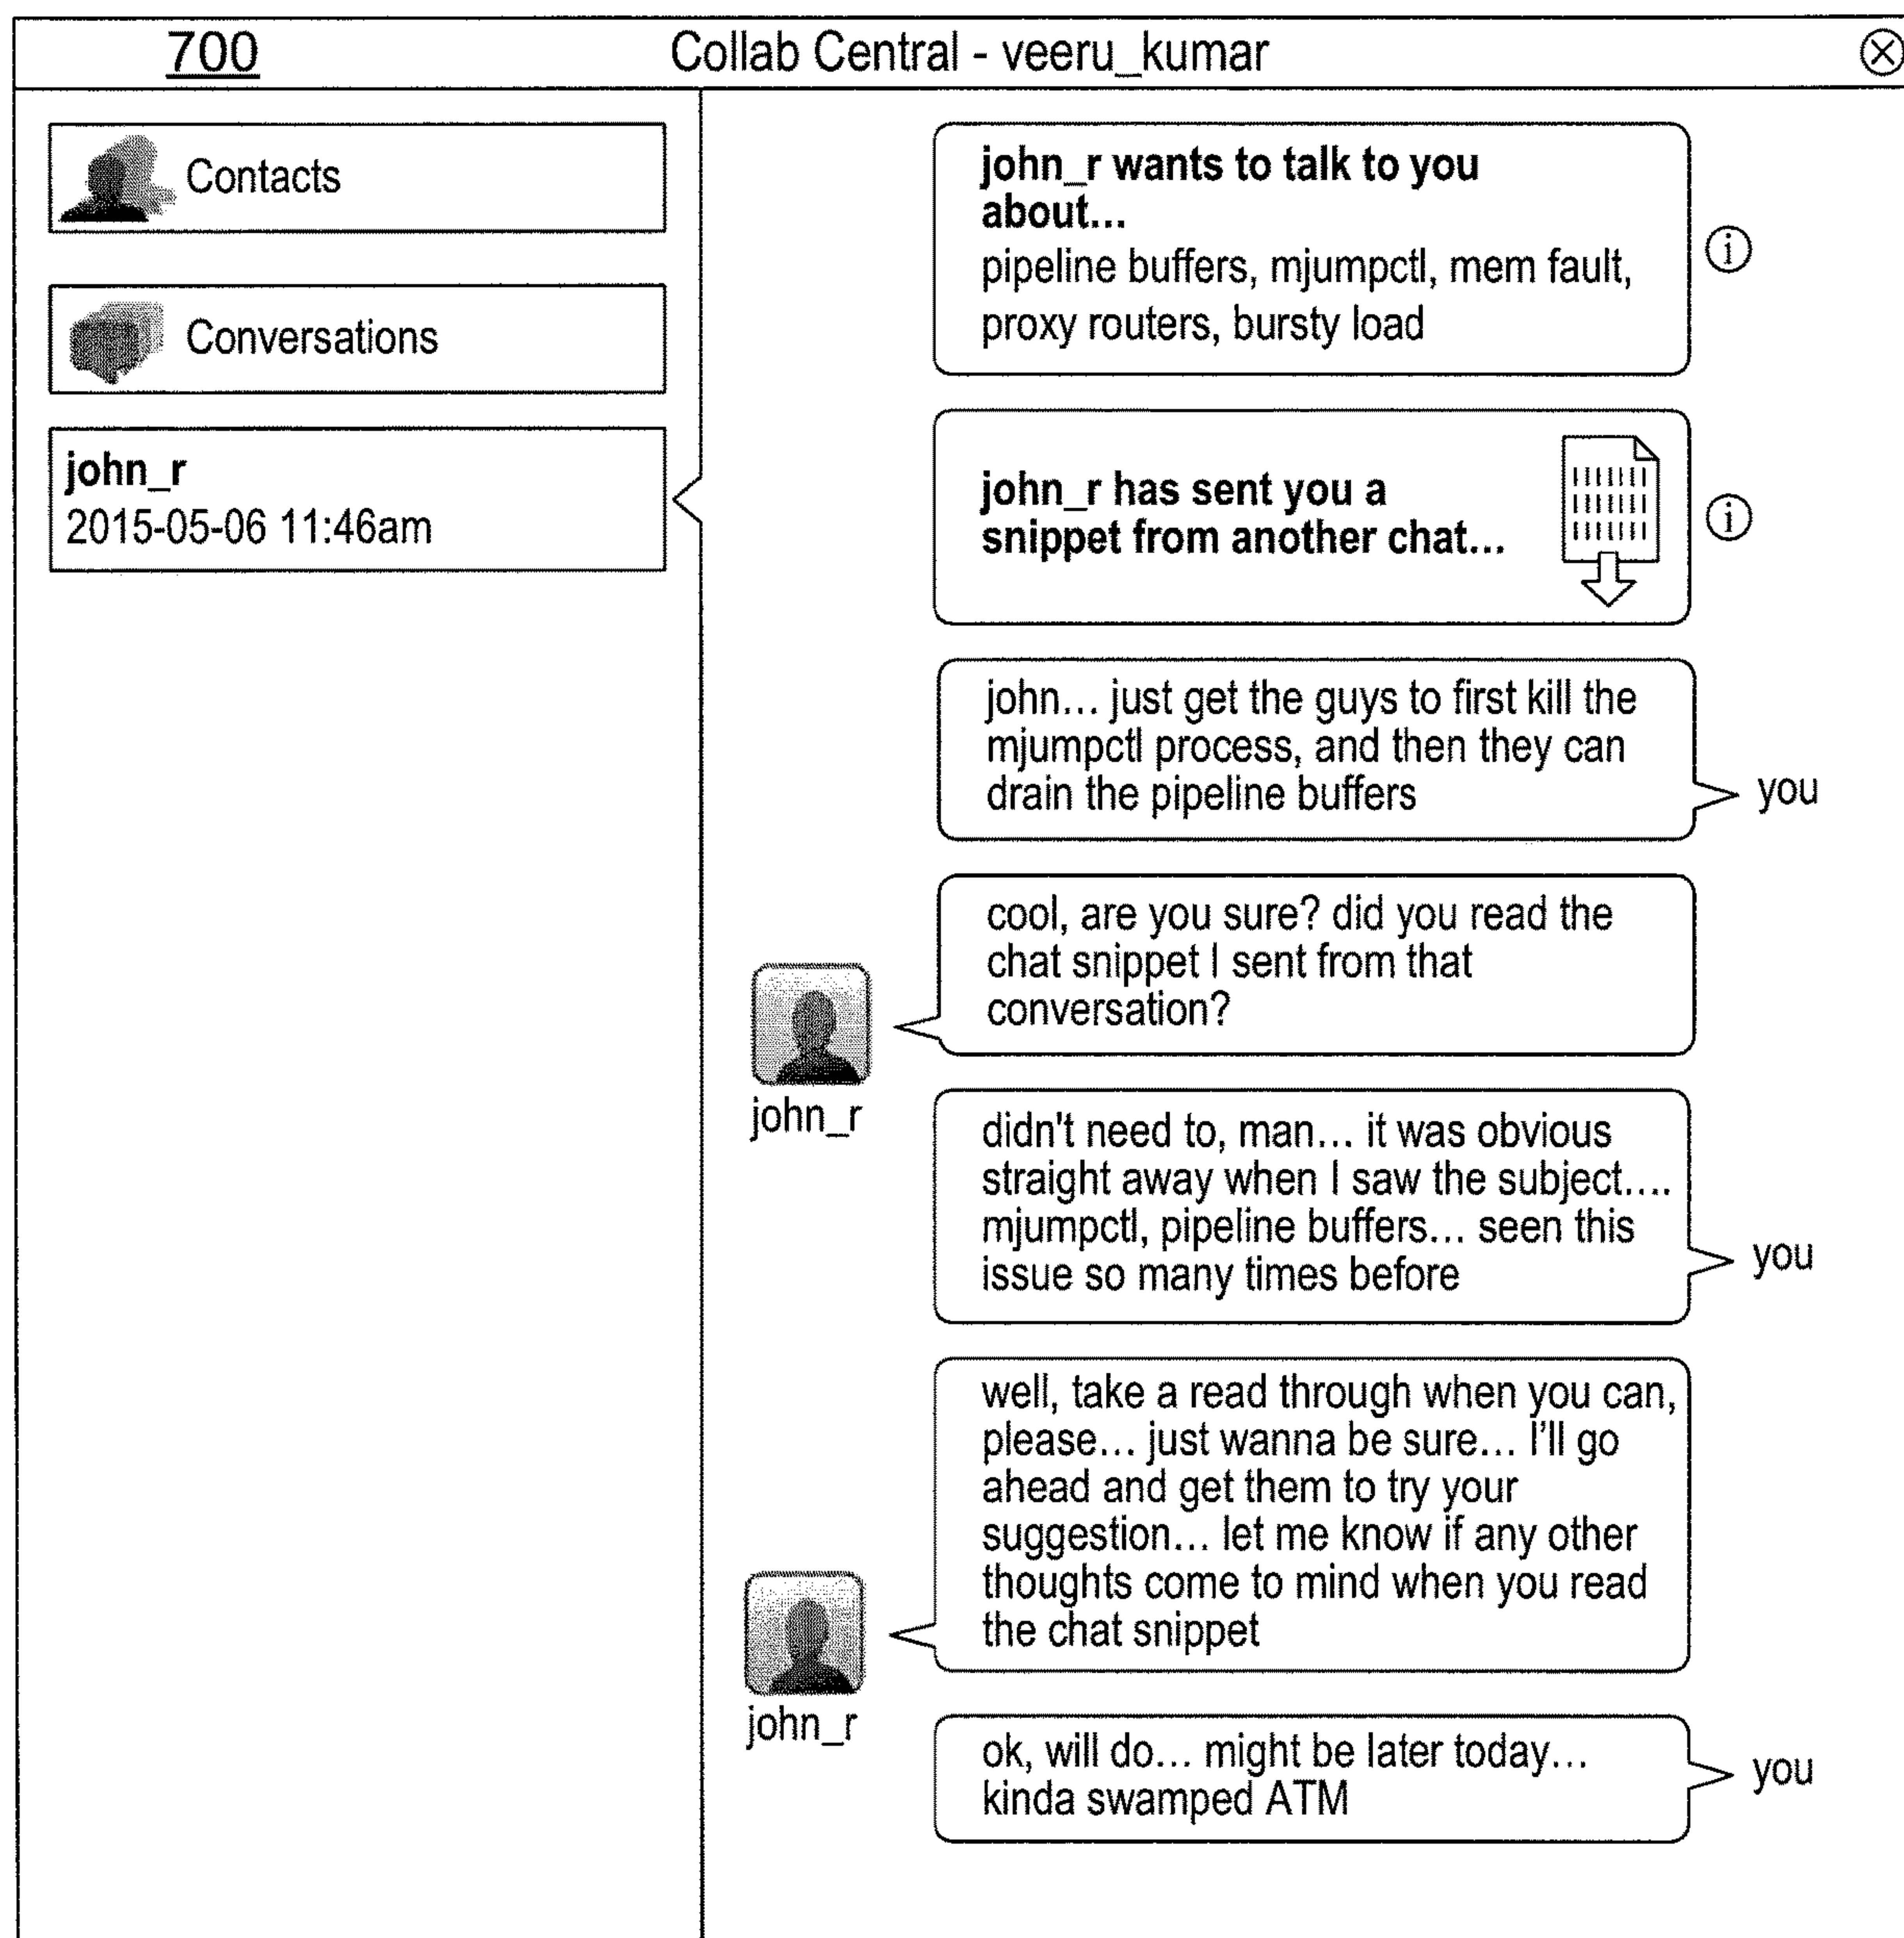 700
Collab Central - veeru_kumar
Contacts
Conversations
john_r
2015-05-06 11:46am
john_r wants to talk to you
about...
pipeline buffers, mjumpctl, mem fault,
proxy routers, bursty load
i
john_r has sent you a
snippet from another chat...
i
john... just get the guys to first kill the
mjumpctl process, and then they can
drain the pipeline buffers
you
cool, are you sure? did you read the
chat snippet I sent from that
conversation?
john_r
didn't need to, man... it was obvious
straight away when I saw the subject....
mjumpctl, pipeline buffers... seen this
issue so many times before
you
well, take a read through when you can,
please... just wanna be sure... I'll go
ahead and get them to try your
suggestion... let me know if any other
thoughts come to mind when you read
the chat snippet
john_r
ok, will do... might be later today...
kinda swamped ATM
you